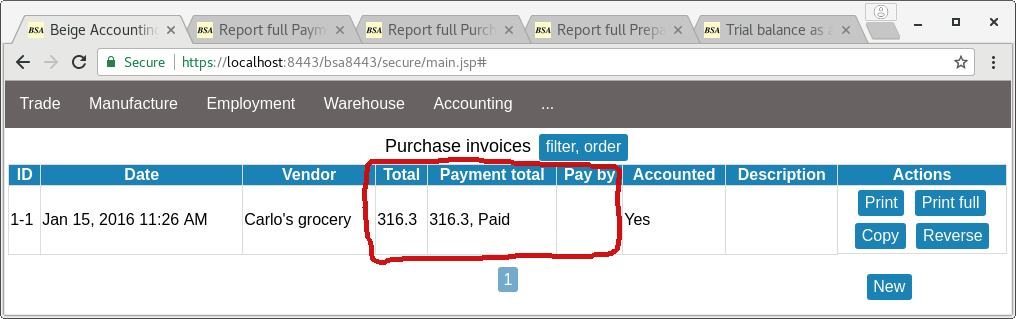 BSA Beige Accounting BSA Report full Paym BSA Report full Purch BSA Report full Prepa BSA Trial balance as a
Secure https://localhost:8443/bsa8443/secure/main.jsp#
Trade Manufacture Employment Warehouse Accounting ...
Purchase invoices filter, order
ID Date Vendor Total Payment total Pay by Accounted Description Actions
1-1 Jan 15, 2016 11:26 AM Carlo's grocery 316.3 316.3, Paid Yes Print Print full
Copy Reverse
1 New